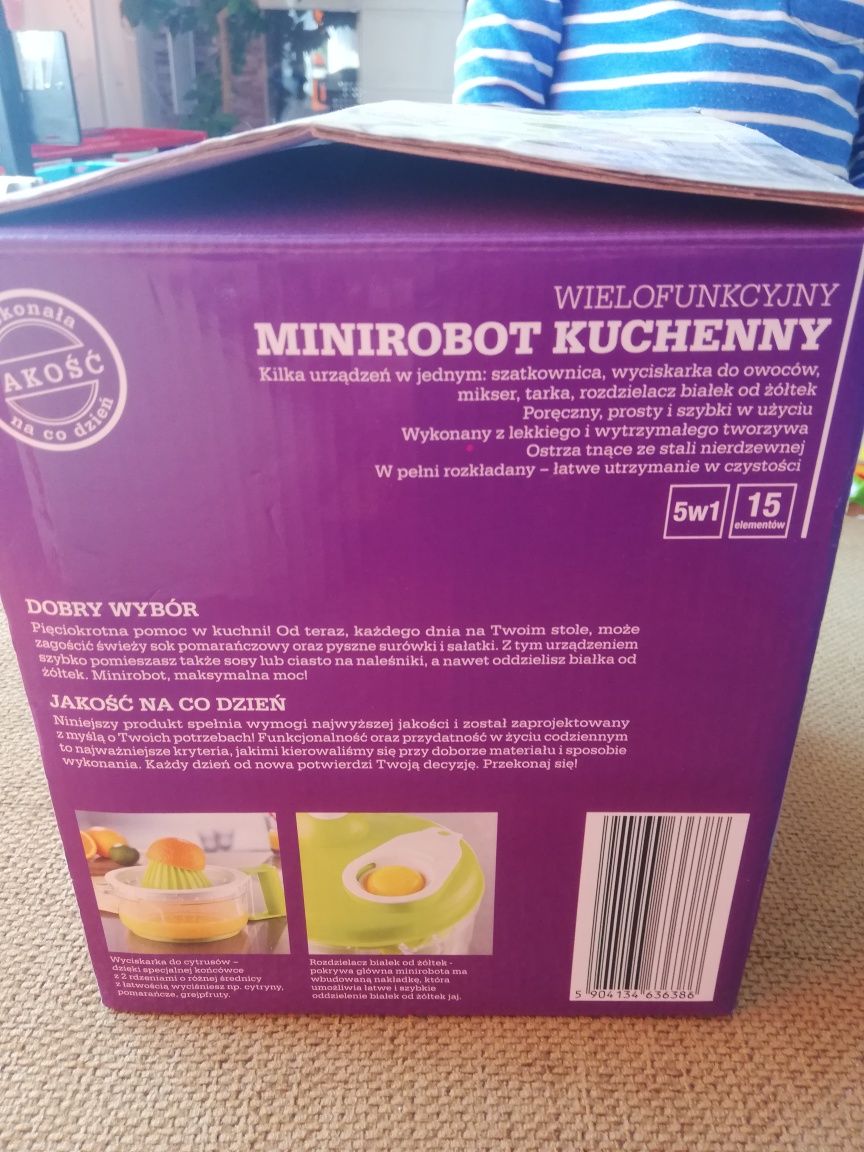 WIELOFUNKCYJNY
MINIROBOT KUCHENNY
Kilka urządzeń w jednym: szatkownica, wyciskarka do owoców,
mikser, tarka, rozdzielacz białek od żółtek
Poręczny, prosty i szybki w użyciu
Wykonany z lekkiego i wytrzymałego tworzywa
Ostrza tnące ze stali nierdzewnej
W pełni rozkładany – łatwe utrzymanie w czystości
5w1
15
elementów
konała
AKOŚĆ
na co dzień
DOBRY WYBÓR
Pięciokrotna pomoc w kuchni! Od teraz, każdego dnia na Twoim stole, może
zagościć świeży sok pomarańczowy oraz pyszne surówki i sałatki. Z tym urządzeniem
szybko pomieszasz także sosy lub ciasto na naleśniki, a nawet oddzielisz białka od
żółtek. Minirobot, maksymalna moc!
JAKOŚĆ NA CO DZIEŃ
Niniejszy produkt spełnia wymogi najwyższej jakości i został zaprojektowany
z myślą o Twoich potrzebach! Funkcjonalność oraz przydatność w życiu codziennym
to najważniejsze kryteria, jakimi kierowaliśmy się przy doborze materiału i sposobie
wykonania. Każdy dzień od nowa potwierdzi Twoją decyzję. Przekonaj się!
Wyciskarka do cytrusów –
dzięki specjalnej końcówce
z 2 rdzeniami o różnej średnicy
z łatwością wyciśniesz np. cytryny,
pomarańcze, grejpfruty.
Rozdzielacz białek od żółtek -
pokrywa główna minirobota ma
wbudowaną nakładkę, która
umożliwia łatwe i szybkie
oddzielenie białek od żółtek jaj.
5 904134 636386